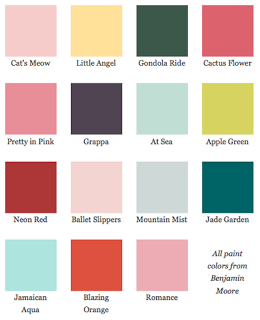 Cat's Meow
Little Angel
Gondola Ride
Cactus Flower
Pretty in Pink
Grappa
At Sea
Apple Green
Neon Red
Ballet Slippers
Mountain Mist
Jade Garden
Jamaican
Aqua
Blazing
Orange
Romance
All paint
colors from
Benjamin
Moore